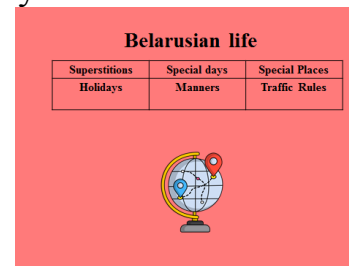 Belarusian life
Superstitions Special days Special Places
Holidays Manners Traffic Rules